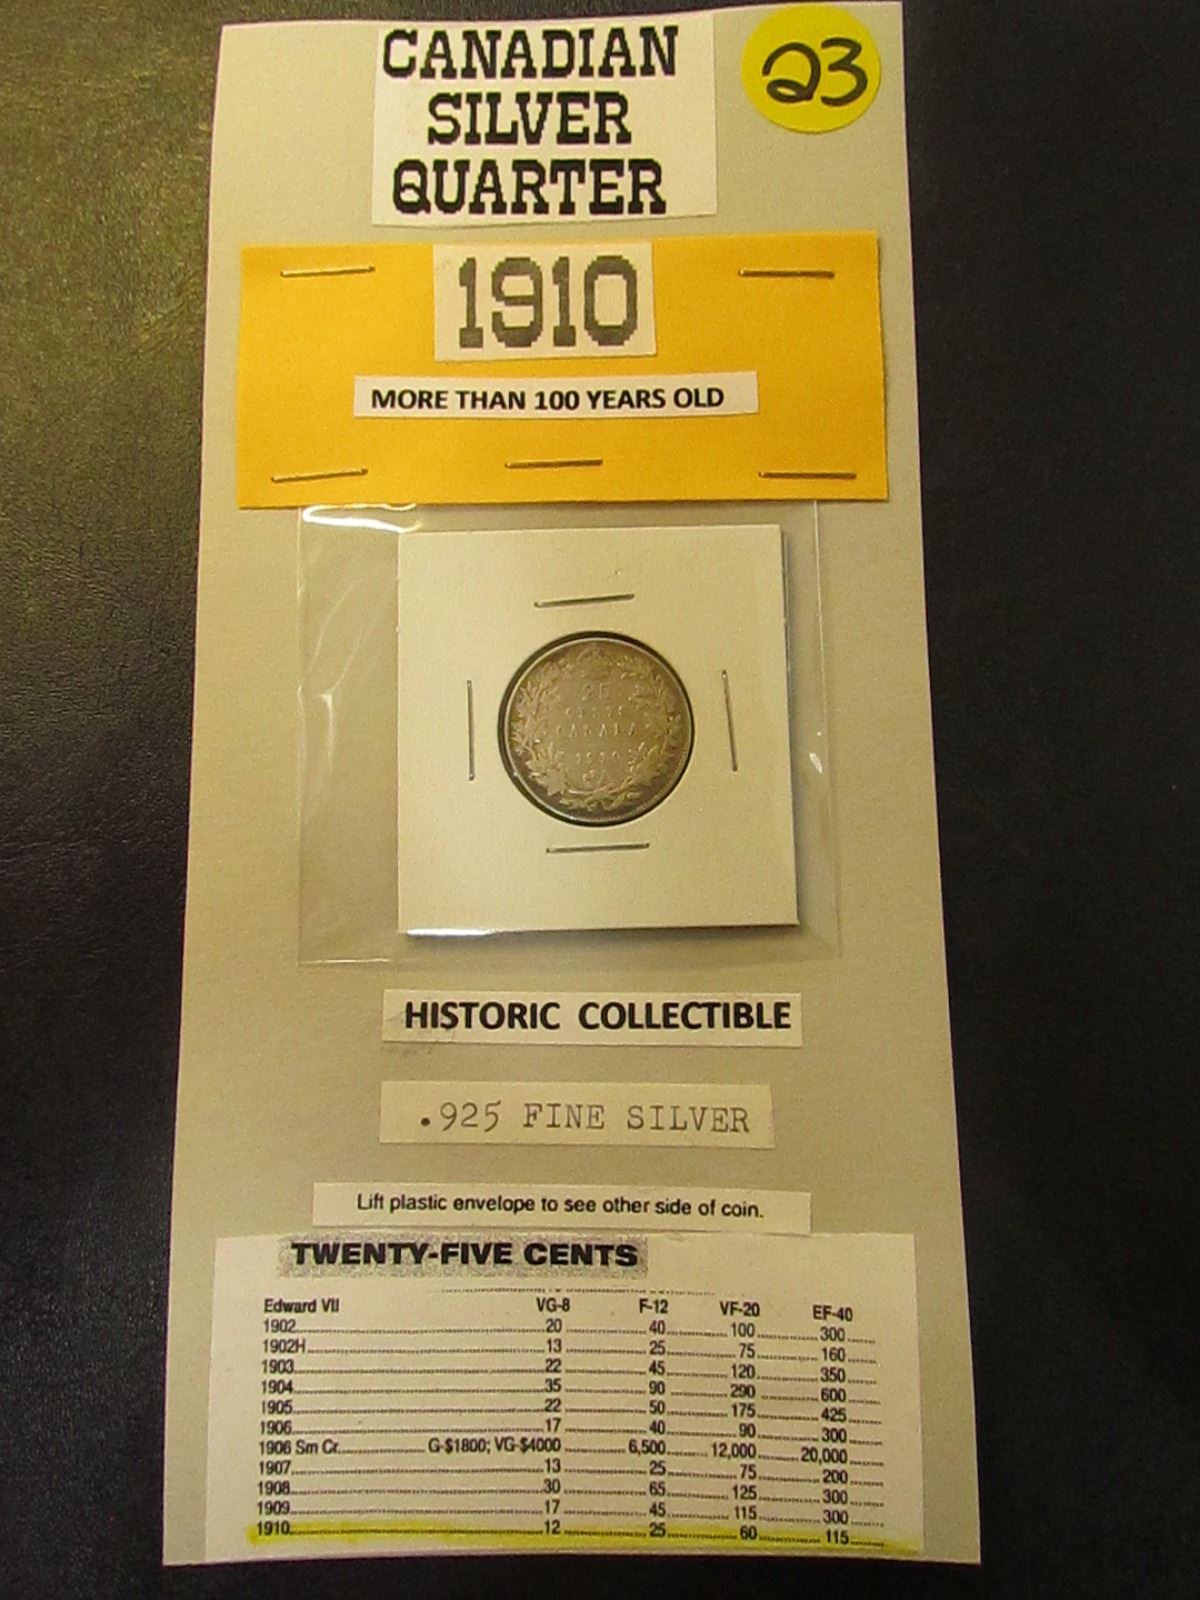 CANADIAN
SILVER
QUARTER
23
1910
MORE THAN 100 YEARS OLD
25
CENTS
CANADA
1910
HISTORIC COLLECTIBLE
.925 FINE SILVER
Lift plastic envelope to see other side of coin.
TWENTY-FIVE CENTS
Edward VII VG-8 F-12 VF-20 EF-40
1902 20 40 100 300
1902H 13 25 75 160
1903 22 45 120 350
1904 35 90 290 600
1905 22 50 175 425
1906 17 40 90 300
1906 Sm Cr. G-$1800; VG-$4000 6,500 12,000 20,000
1907 13 25 75 200
1908 30 65 125 300
1909 17 45 115 300
1910 12 25 60 115